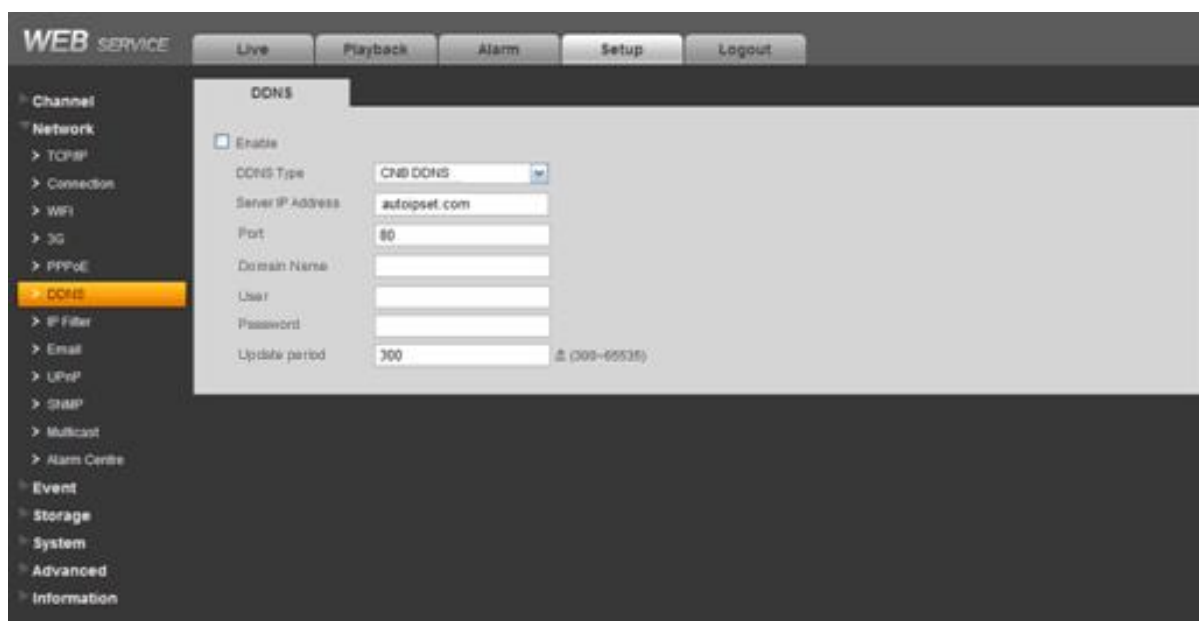 WEB SERVICE
Live
Playback
Alarm
Setup
Logout
Channel
Network
> TCP/IP
> Connection
> WIFI
> 3G
> PPPoE
> DDNS
> IP Filter
> Email
> UPnP
> SNMP
> Multicast
> Alarm Centre
Event
Storage
System
Advanced
Information
DDNS
Enable
DDNS Type CNB DDNS
Server IP Address autoipset.com
Port 80
Domain Name
User
Password
Update period 300 (300~65535)